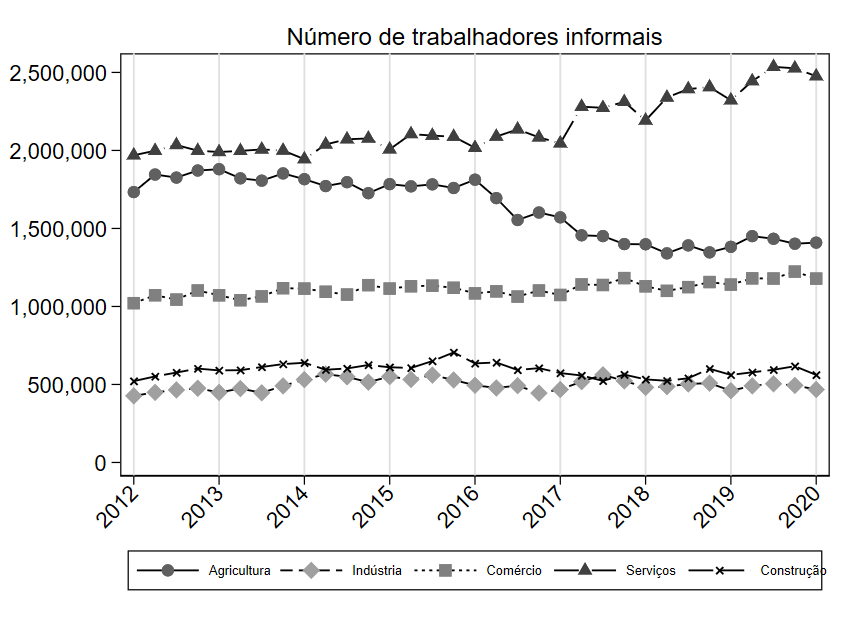 Número de trabalhadores informais
2,500,000
2,000,000
1,500,000
1,000,000
500,000
0
2012 2013 2014 2015 2016 2017 2018 2019 2020
Agricultura Indústria Comércio Serviços Construção